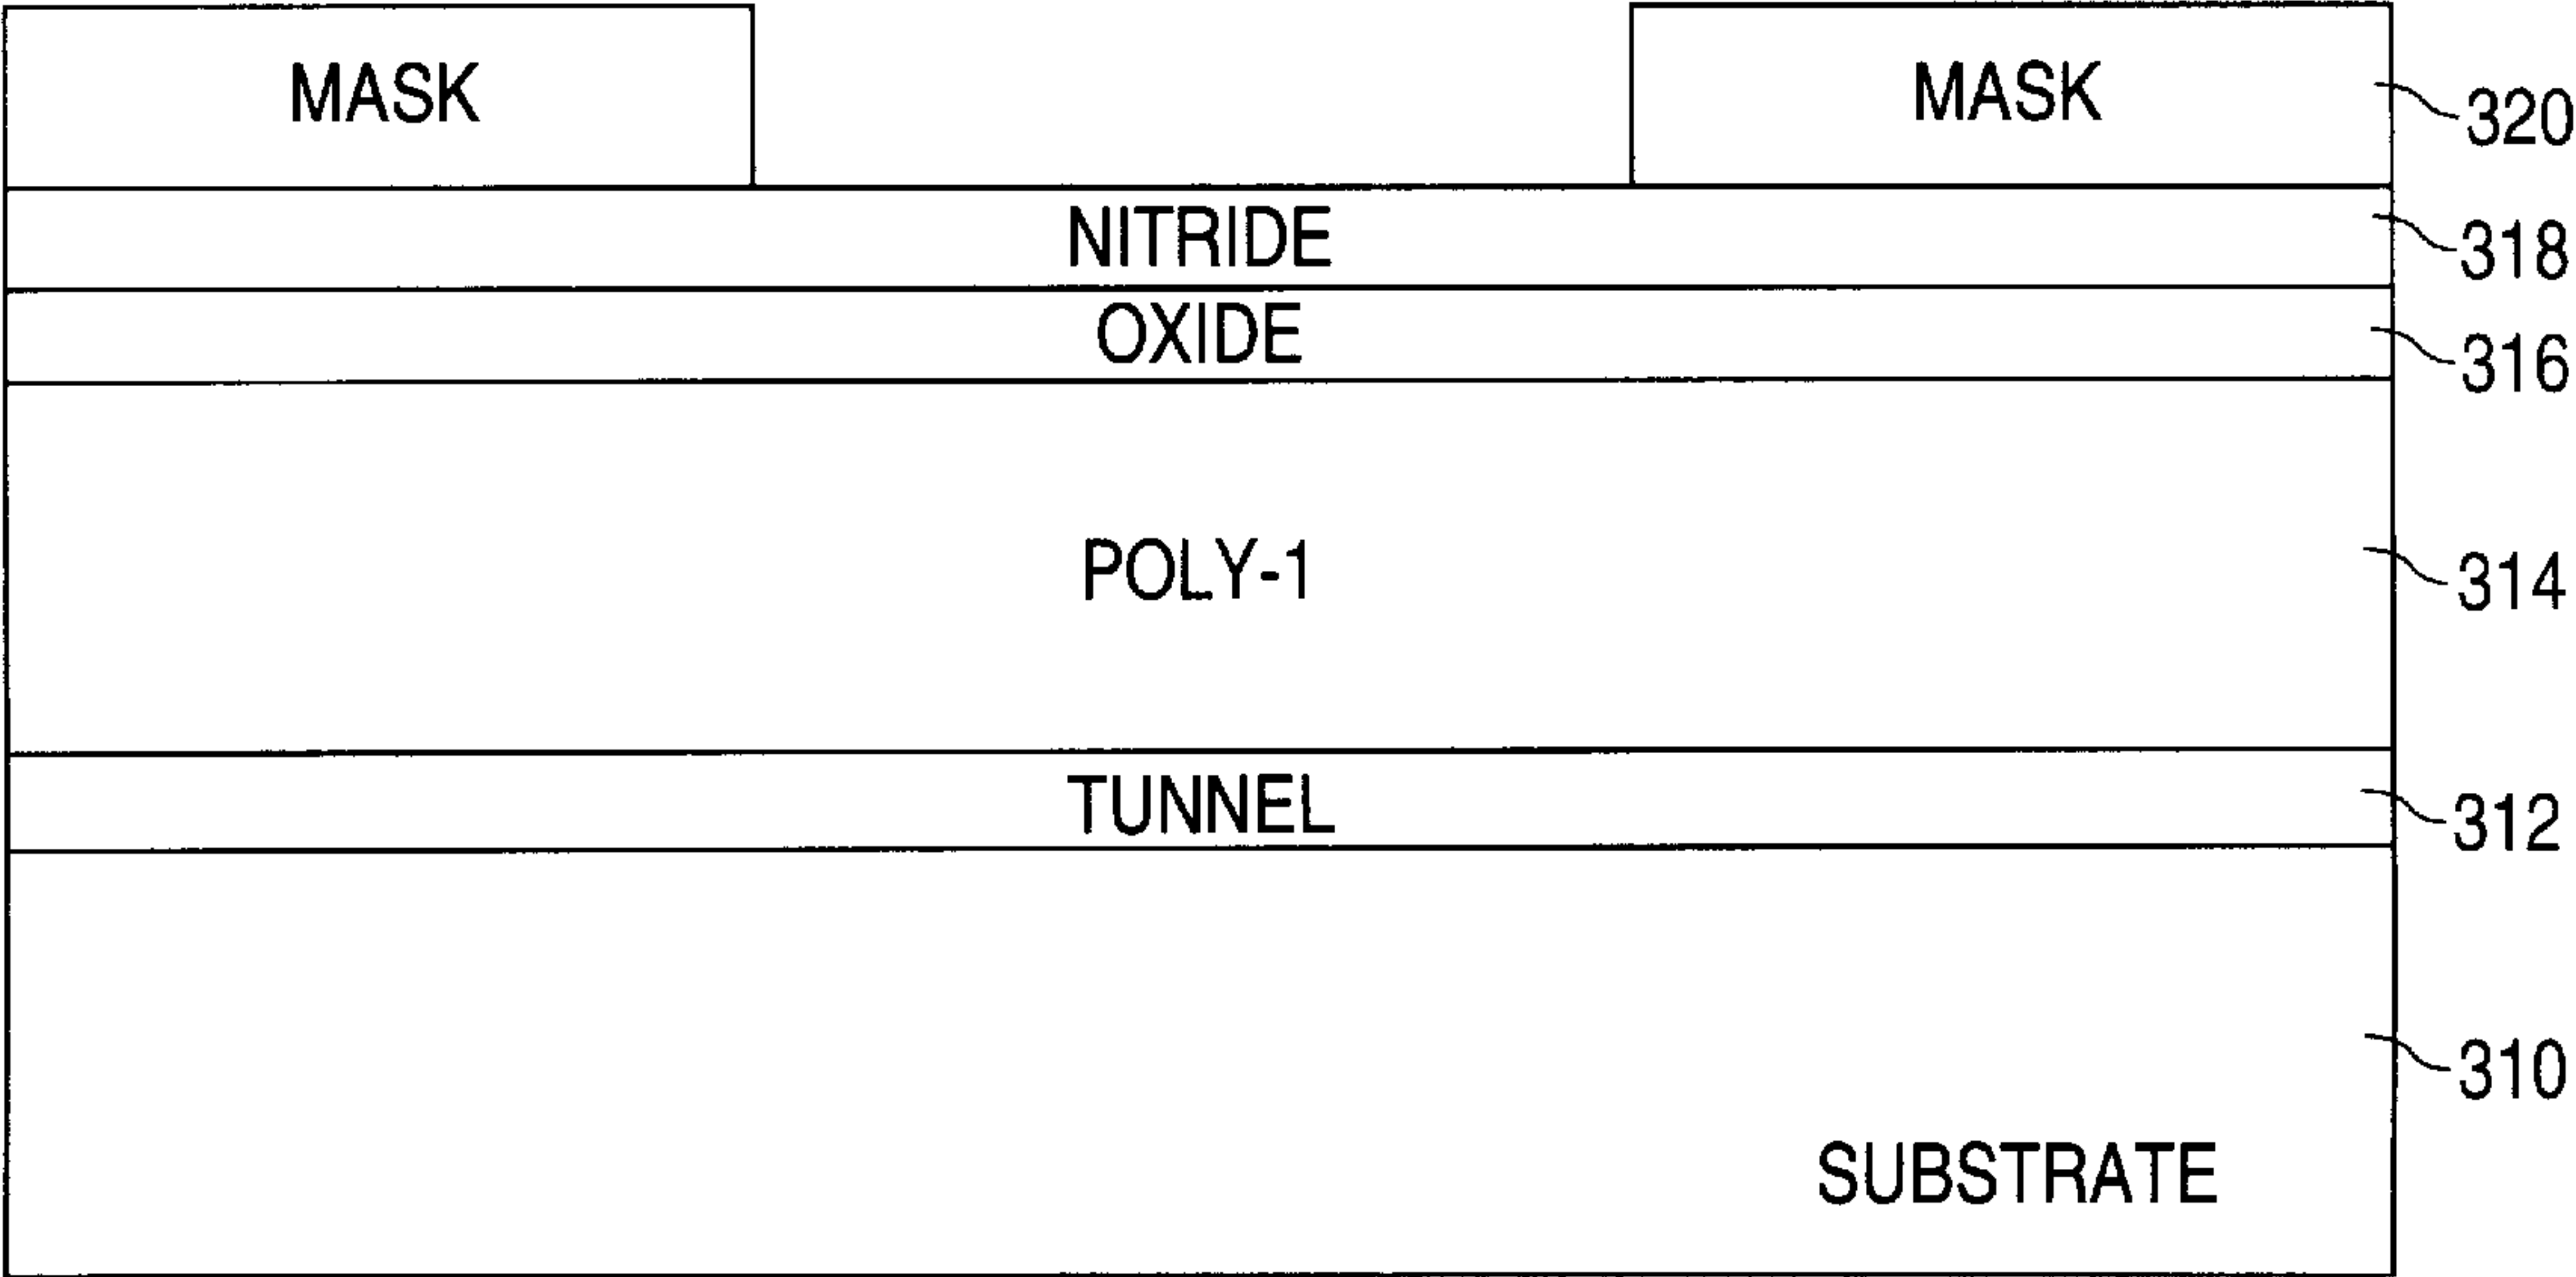 MASK MASK 320
NITRIDE 318
OXIDE 316
POLY-1 314
TUNNEL 312
310
SUBSTRATE